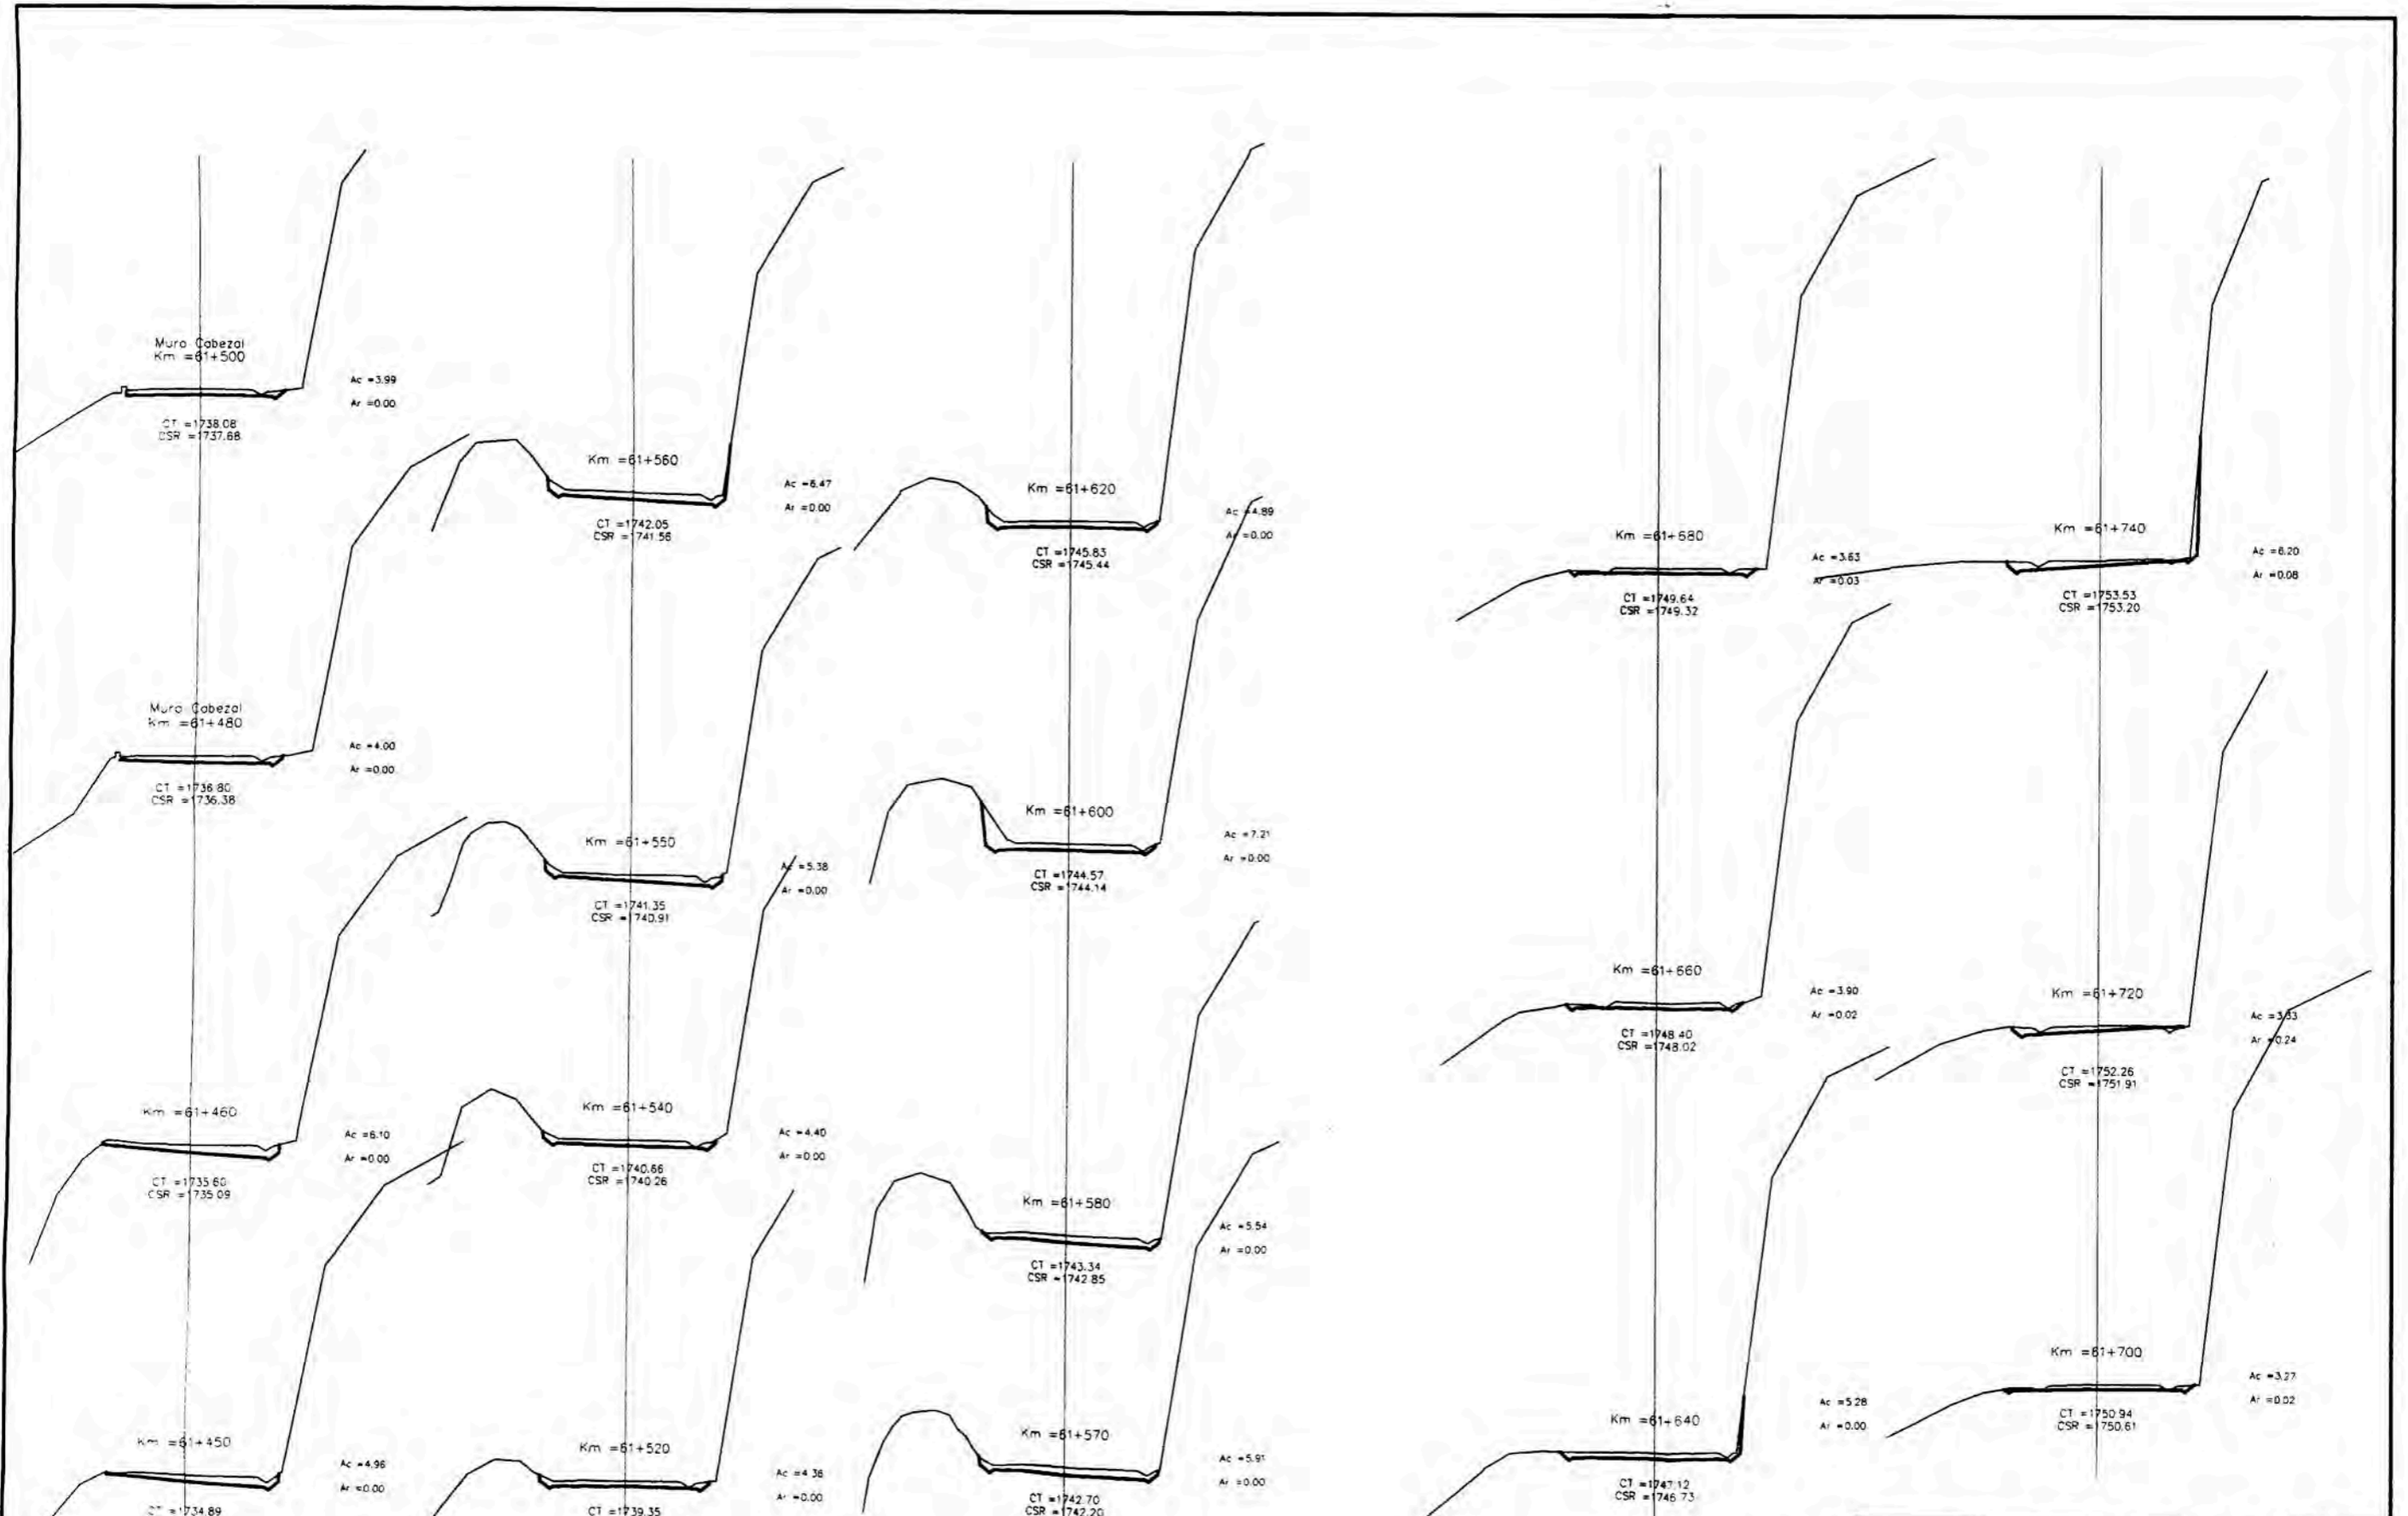 Muro Cabezal
Km =61+500
Ac =3.99
Ar =0.00
CT =1738.08
CSR =1737.68
Muro Cabezal
Km =61+480
Ac =4.00
Ar =0.00
CT =1736.80
CSR =1736.38
Km =61+460
Ac =6.10
Ar =0.00
CT =1735.60
CSR =1735.09
Km =61+450
Ac =4.96
Ar =0.00
CT =1734.89
Km =61+560
Ac =6.47
Ar =0.00
CT =1742.05
CSR =1741.56
Km =61+550
Ac =5.38
Ar =0.00
CT =1741.35
CSR =1740.91
Km =61+540
Ac =4.40
Ar =0.00
CT =1740.66
CSR =1740.26
Km =61+520
Ac =4.36
Ar =0.00
CT =1739.35
Km =61+620
Ac =4.89
Ar =0.00
CT =1745.83
CSR =1745.44
Km =61+600
Ac =7.21
Ar =0.00
CT =1744.57
CSR =1744.14
Km =61+580
Ac =5.54
Ar =0.00
CT =1743.34
CSR =1742.85
Km =61+570
Ac =5.91
Ar =0.00
CT =1742.70
CSR =1742.20
Km =61+680
Ac =3.63
Ar =0.03
CT =1749.64
CSR =1749.32
Km =61+660
Ac =3.90
Ar =0.02
CT =1748.40
CSR =1748.02
Km =61+640
Ac =5.28
Ar =0.00
CT =1747.12
CSR =1746.73
Km =61+740
Ac =6.20
Ar =0.08
CT =1753.53
CSR =1753.20
Km =61+720
Ac =3.33
Ar =0.24
CT =1752.26
CSR =1751.91
Km =61+700
Ac =3.27
Ar =0.02
CT =1750.94
CSR =1750.61